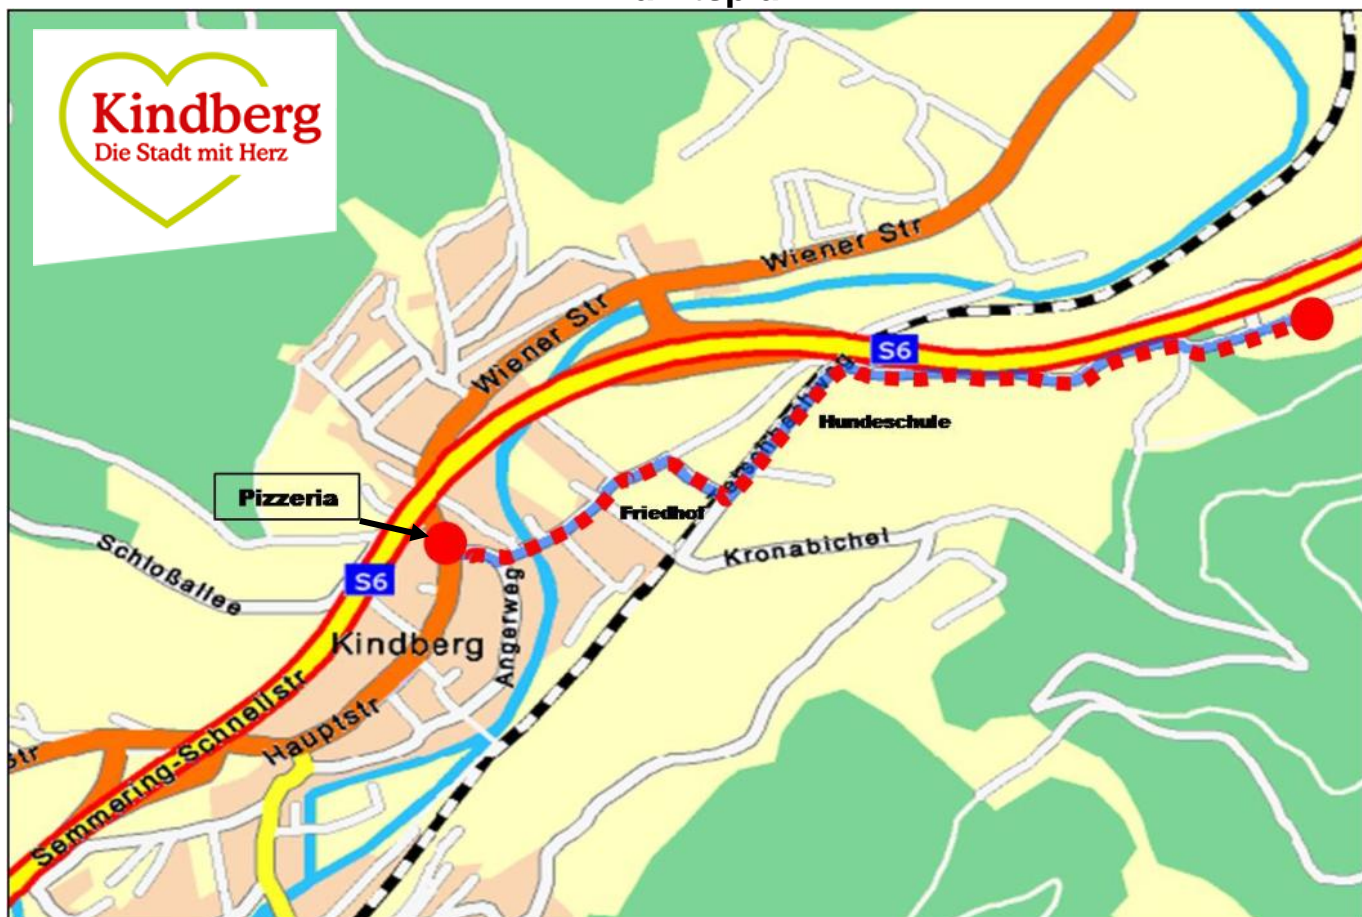 Kindberg
Die Stadt mit Herz
Wiener Str
Wiener Str
S6
Hundeschule
Pizzeria
Friedhof
Kronabichel
Schloßallee
S6
Angerweg
Kindberg
Hauptstr
Str
Semmering-Schnellstr